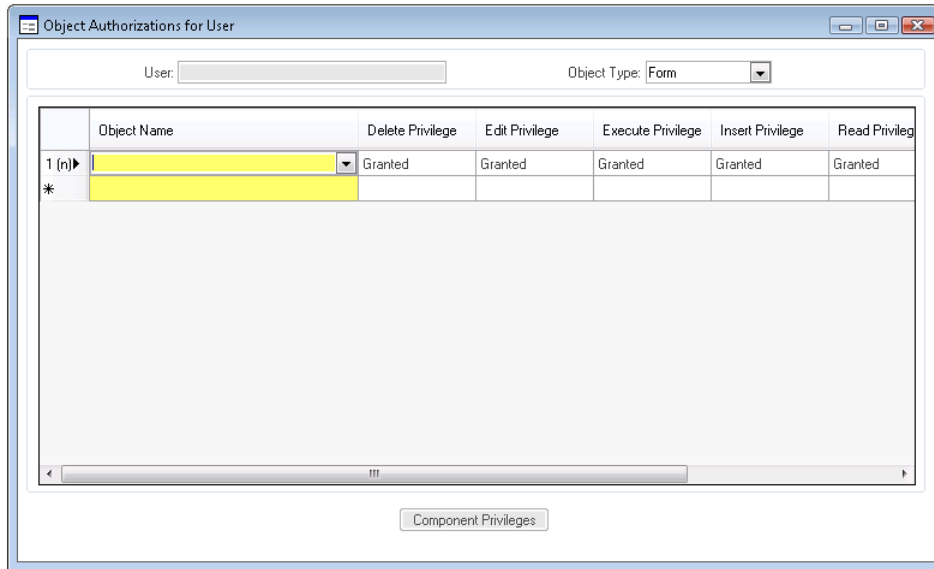 Object Authorizations for User
User: Object Type: Form
Object Name Delete Privilege Edit Privilege Execute Privilege Insert Privilege Read Privileg
1 (n) Granted Granted Granted Granted Granted
*
Component Privileges